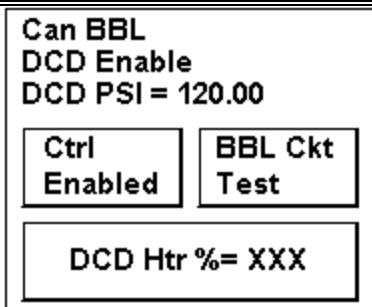 Can BBL
DCD Enable
DCD PSI = 120.00
Ctrl
Enabled
BBL Ckt
Test
DCD Htr %= XXX